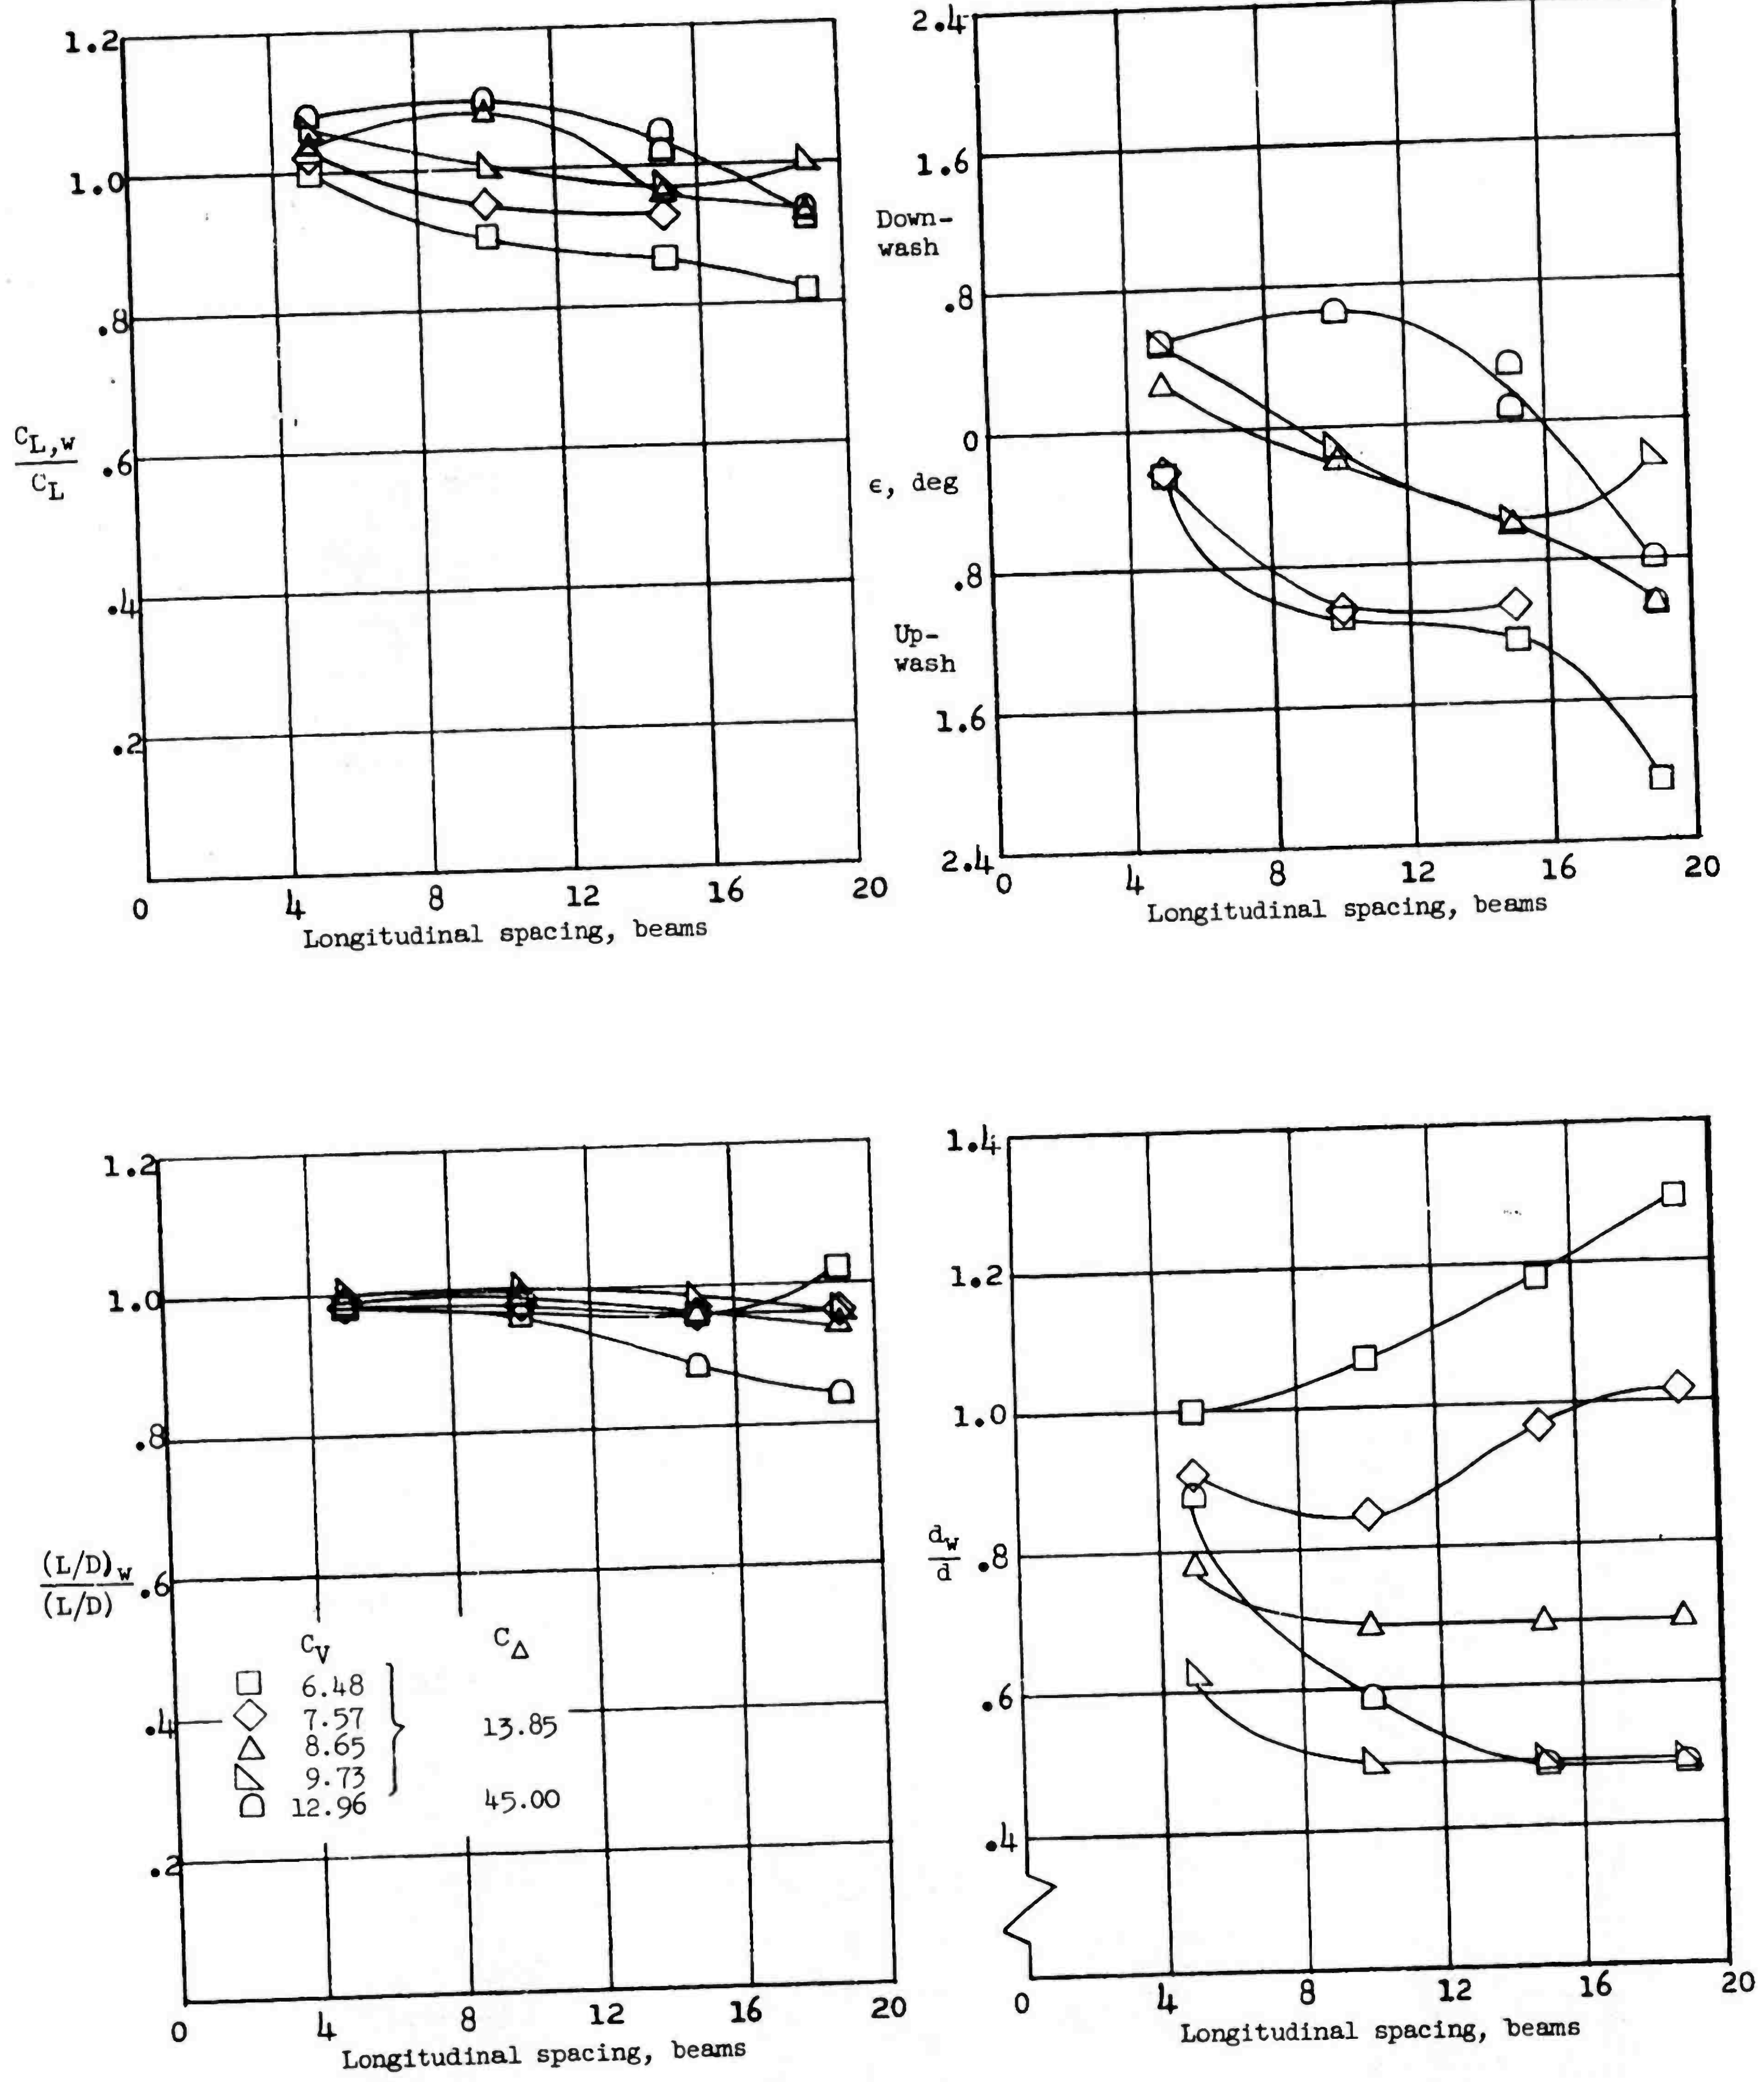 1.2
1.0
.8
C_L,w
C_L
.6
.4
.2
0 4 8 12 16 20
Longitudinal spacing, beams
2.4
1.6
Down-
wash
.8
0
ϵ, deg
.8
Up-
wash
1.6
2.4
0 4 8 12 16 20
Longitudinal spacing, beams
1.2
1.0
.8
(L/D)_w
(L/D)
.6
.4
.2
C_V C_Δ
6.48
7.57
13.85
8.65
9.73
12.96 45.00
0 4 8 12 16 20
Longitudinal spacing, beams
1.4
1.2
1.0
d_w
d
.8
.6
.4
0 4 8 12 16 20
Longitudinal spacing, beams